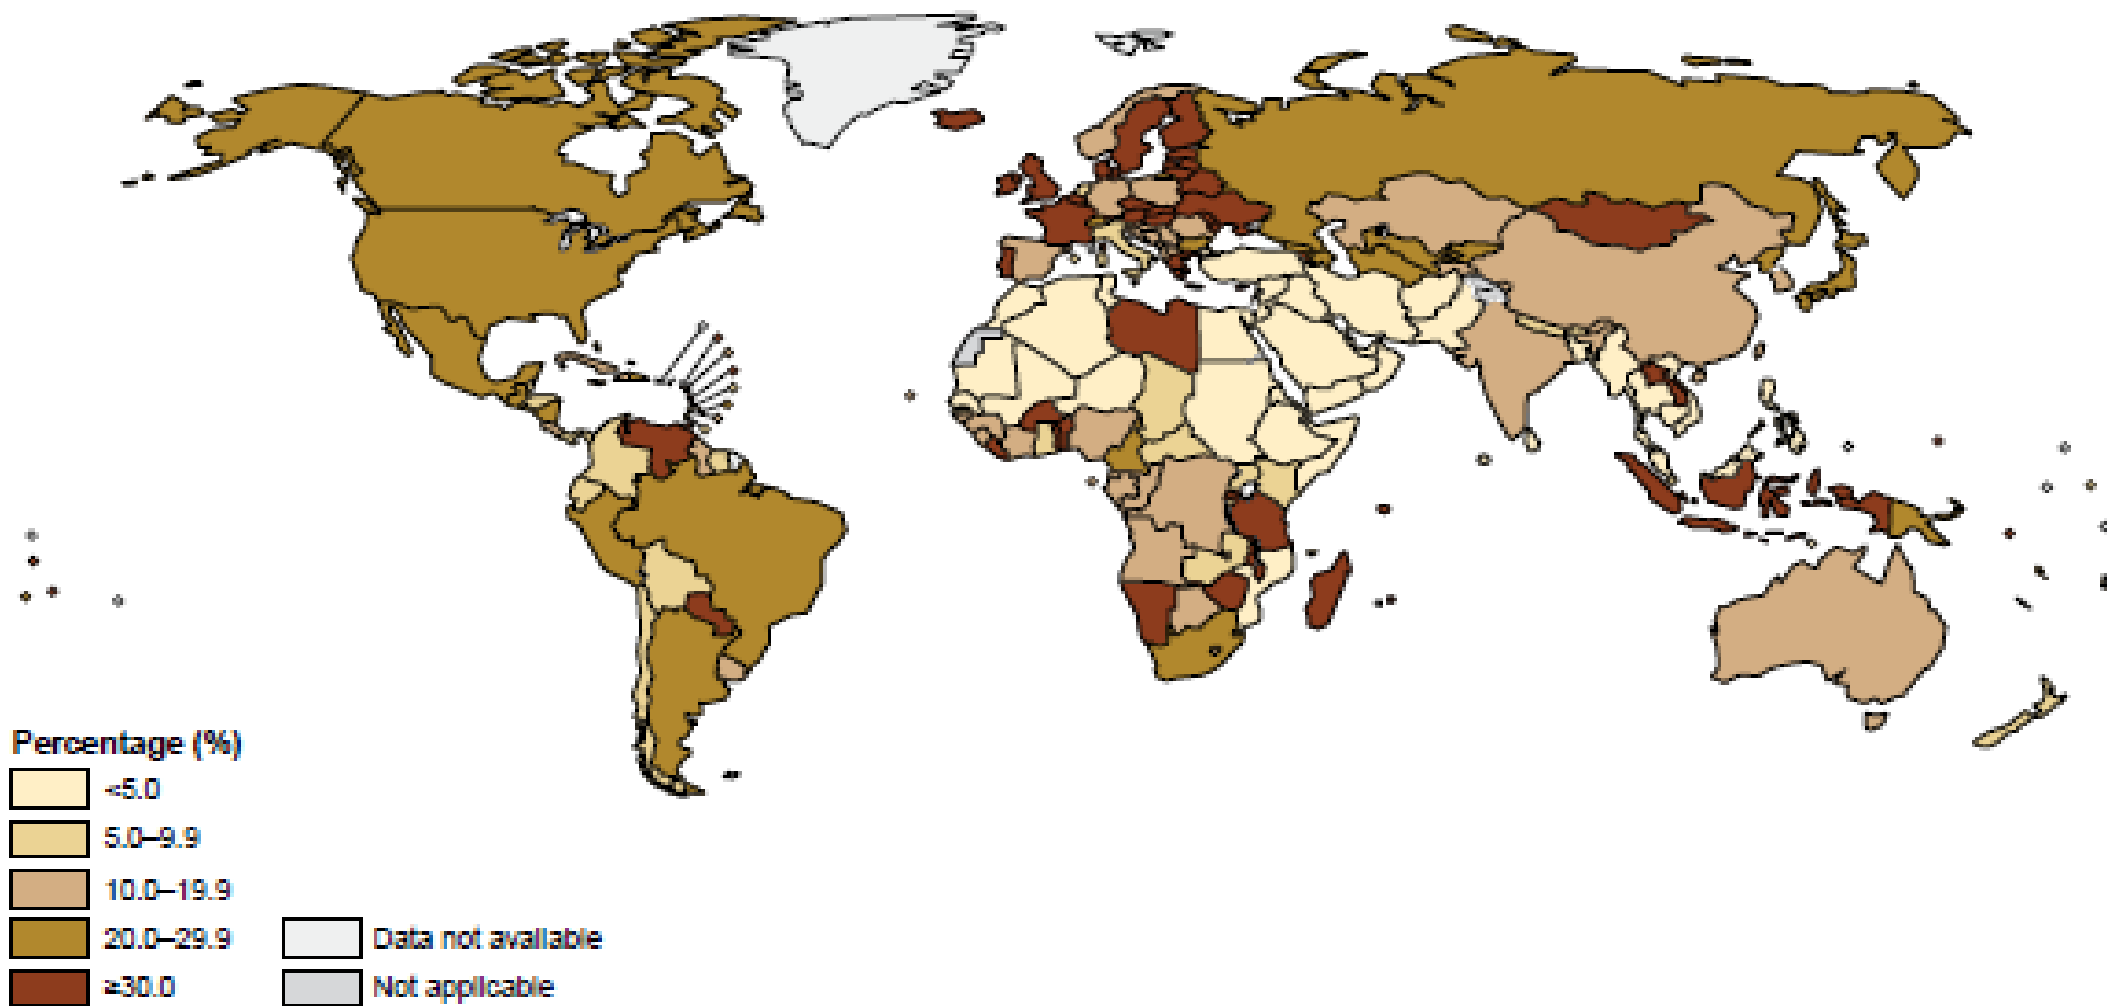 Percentage (%)
<5.0
5.0–9.9
10.0–19.9
20.0–29.9
≥30.0
Data not available
Not applicable